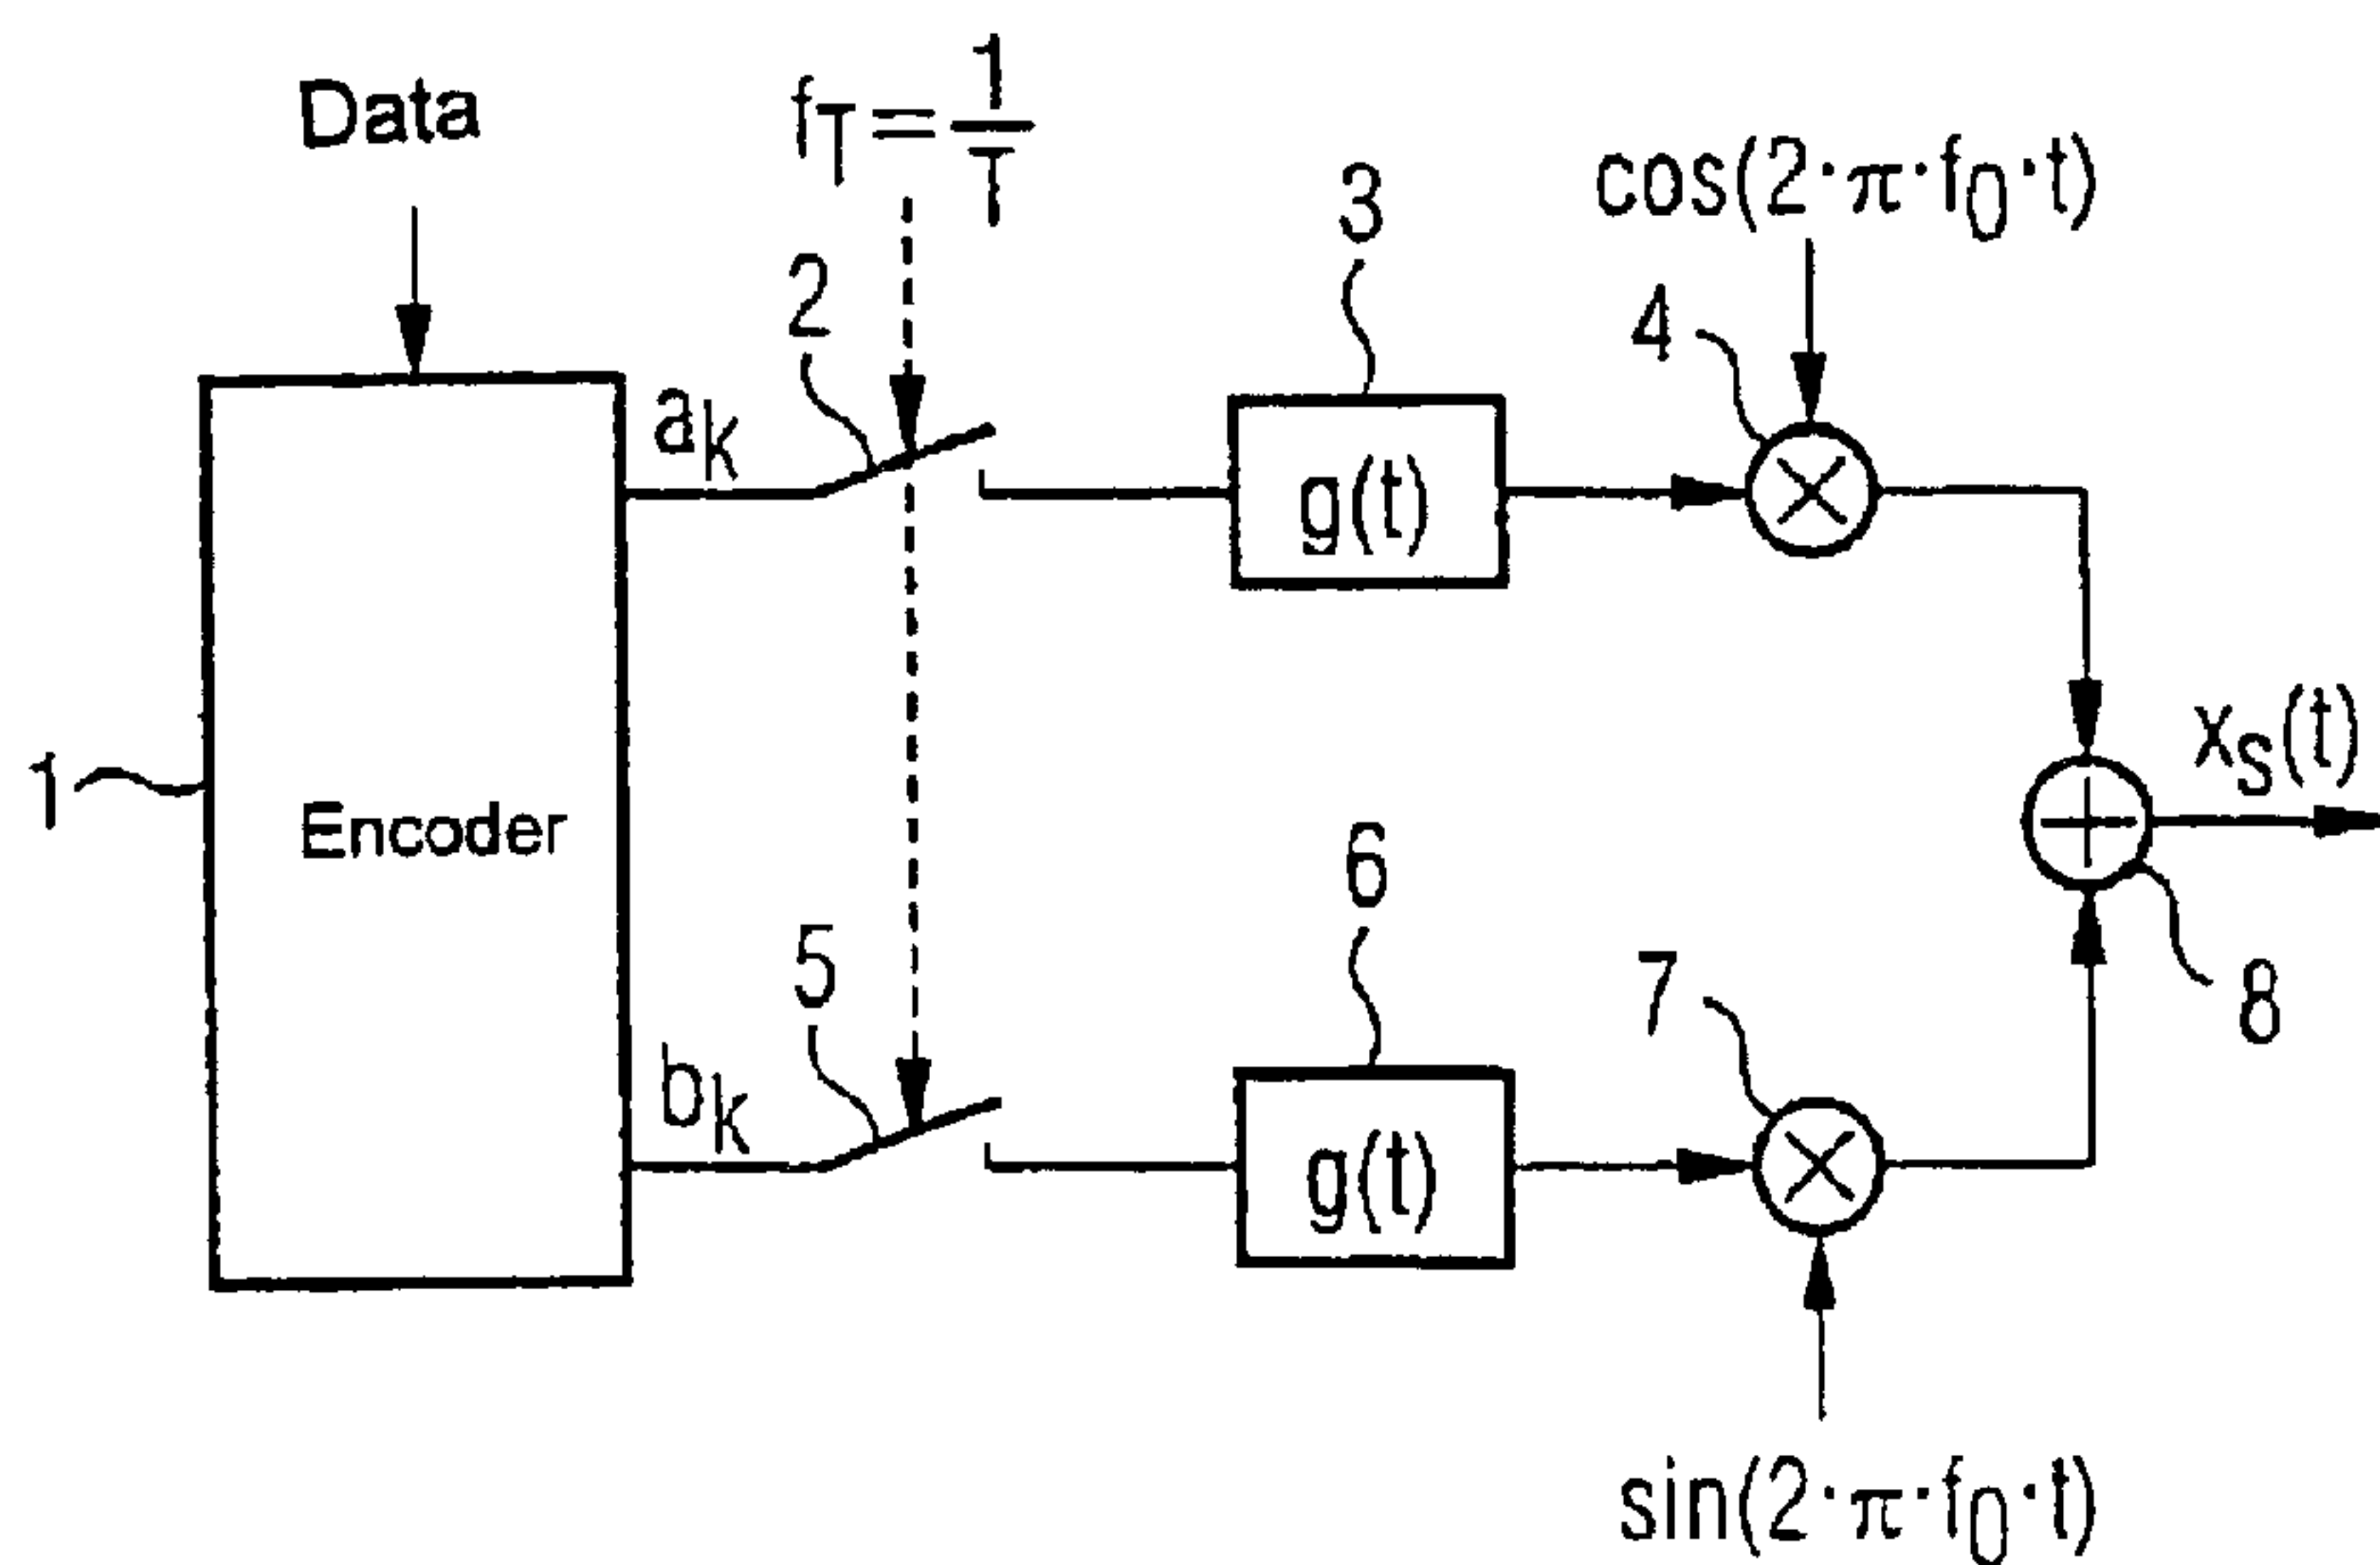 Data
f_T = 1/T
cos(2·π·f_0·t)
3
2
4
a_k
g(t)
x_s(t)
1
Encoder
6
5
7
8
b_k
g(t)
sin(2·π·f_0·t)